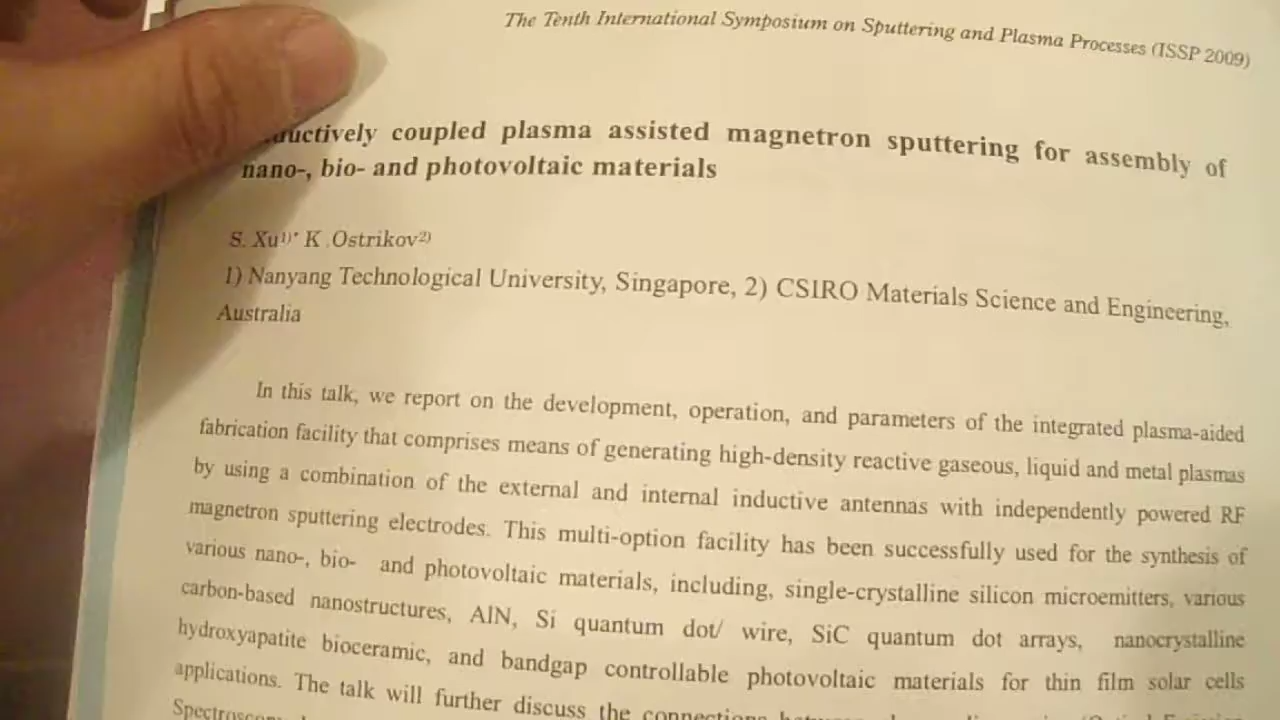 The Tenth International Symposium on Sputtering and Plasma Processes (ISSP 2009)
coupled plasma assisted magnetron sputtering for assembly of
nano-, bio- and photovoltaic materials
S. Xu1)* K .Ostrikov2)
1) Nanyang Technological University, Singapore, 2) CSIRO Materials Science and Engineering,
Australia
In this talk, we report on the development, operation, and parameters of the integrated plasma-aided
fabrication facility that comprises means of generating high-density reactive gaseous, liquid and metal plasmas
by using a combination of the external and internal inductive antennas with independently powered RF
magnetron sputtering electrodes. This multi-option facility has been successfully used for the synthesis of
various nano-, bio- and photovoltaic materials, including, single-crystalline silicon microemitters, various
carbon-based nanostructures, AlN, Si quantum dot/ wire, SiC quantum dot arrays, nanocrystalline
hydroxyapatite bioceramic, and bandgap controllable photovoltaic materials for thin film solar cells
applications. The talk will further discuss the connections